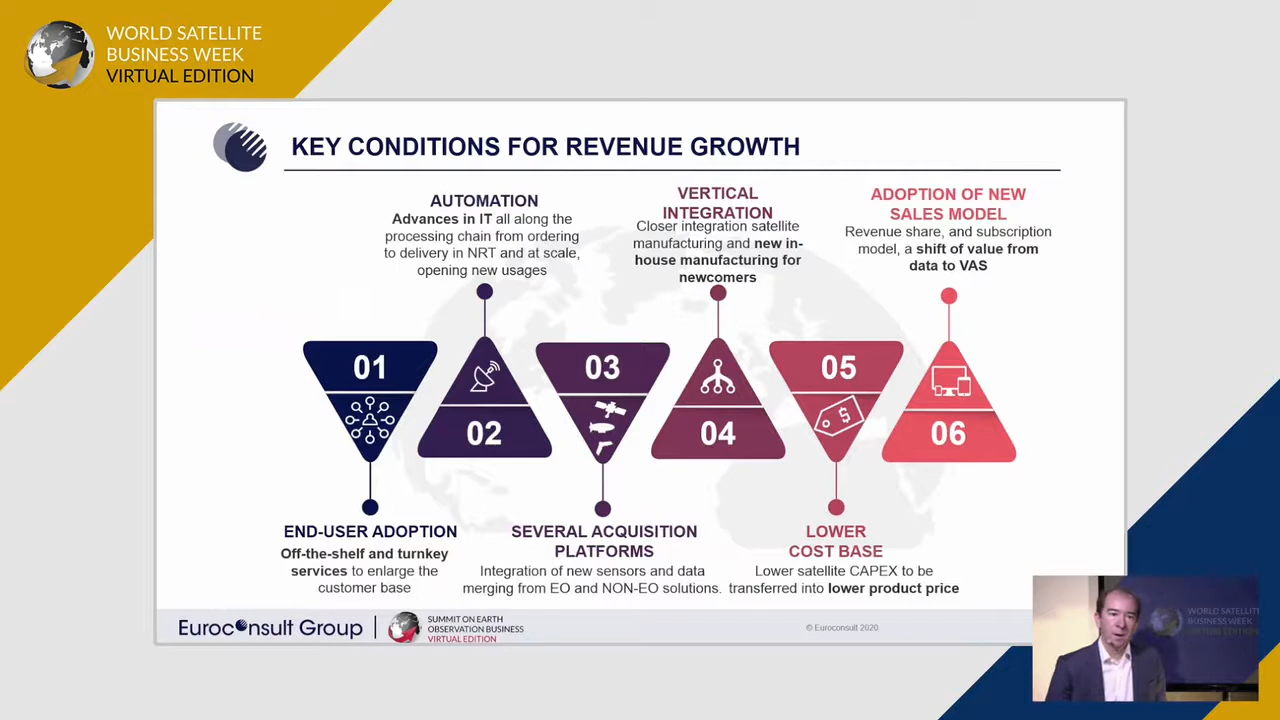 WORLD SATELLITE
BUSINESS WEEK
VIRTUAL EDITION
KEY CONDITIONS FOR REVENUE GROWTH
AUTOMATION
Advances in IT all along the
processing chain from ordering
to delivery in NRT and at scale,
opening new usages
VERTICAL
INTEGRATION
Closer integration satellite
manufacturing and new in-
house manufacturing for
newcomers
ADOPTION OF NEW
SALES MODEL
Revenue share, and subscription
model, a shift of value from
data to VAS
01
02
03
04
05
$
06
END-USER ADOPTION
Off-the-shelf and turnkey
services to enlarge the
customer base
SEVERAL ACQUISITION
PLATFORMS
Integration of new sensors and data
merging from EO and NON-EO solutions.
LOWER
COST BASE
Lower satellite CAPEX to be
transferred into lower product price
Euroconsult Group
SUMMIT ON EARTH
OBSERVATION BUSINESS
VIRTUAL EDITION
© Euroconsult 2020
WORLD SATELLITE
BUSINESS WEEK
VIRTUAL EDITION